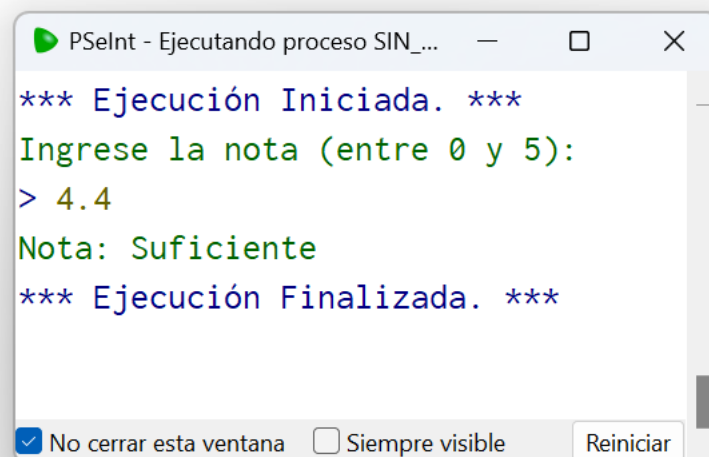 PSeInt - Ejecutando proceso SIN_...
*** Ejecución Iniciada. ***
Ingrese la nota (entre 0 y 5):
> 4.4
Nota: Suficiente
*** Ejecución Finalizada. ***
No cerrar esta ventana Siempre visible Reiniciar